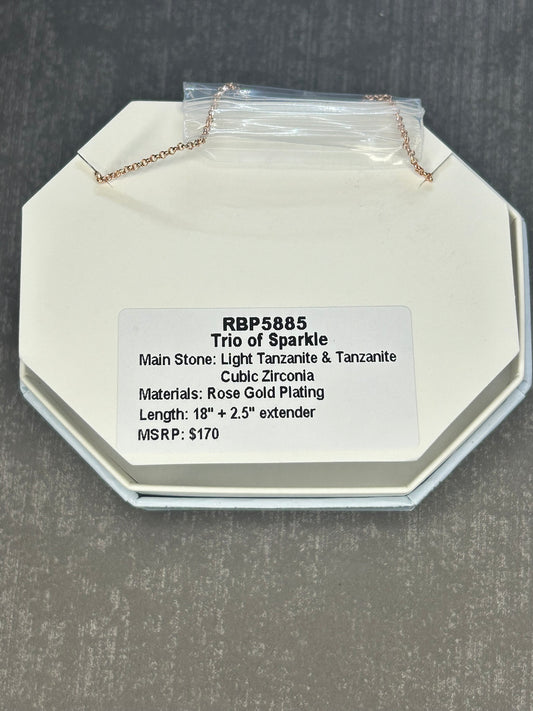 RBP5885
Trio of Sparkle
Main Stone: Light Tanzanite & Tanzanite
Cubic Zirconia
Materials: Rose Gold Plating
Length: 18" + 2.5" extender
MSRP: $170